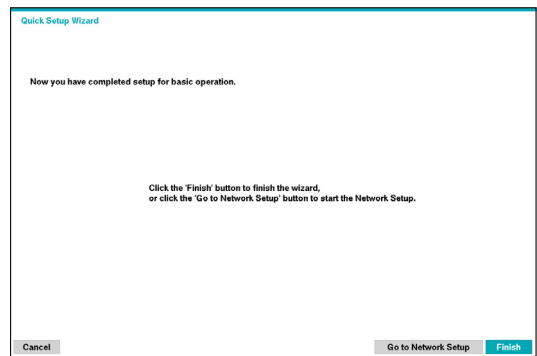 Quick Setup Wizard
Now you have completed setup for basic operation.
Click the 'Finish' button to finish the wizard,
or click the 'Go to Network Setup' button to start the Network Setup.
Cancel
Go to Network Setup
Finish